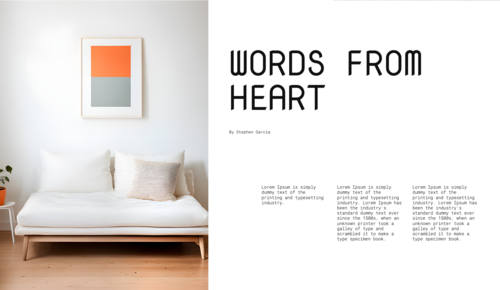 WORDS FROM
HEART
By Stephen Garcia
Lorem Ipsum is simply
dummy text of the
printing and typesetting
industry.
Lorem Ipsum is simply
dummy text of the
printing and typesetting
industry. Lorem Ipsum has
been the industry's
standard dummy text ever
since the 1500s, when an
unknown printer took a
galley of type and
scrambled it to make a
type specimen book.
Lorem Ipsum is simply
dummy text of the
printing and typesetting
industry. Lorem Ipsum has
been the industry's
standard dummy text ever
since the 1500s, when an
unknown printer took a
galley of type and
scrambled it to make a
type specimen book.